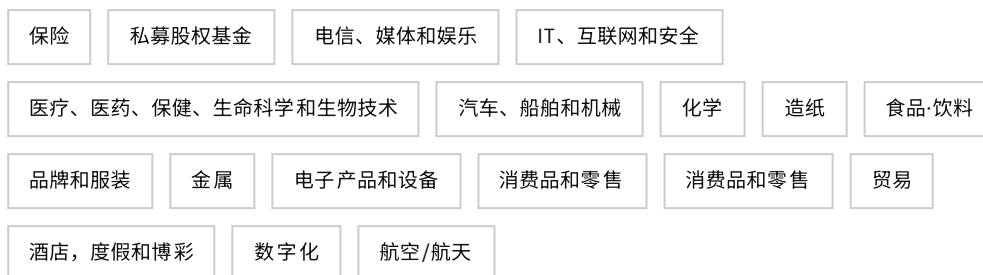 保险 私募股权基金 电信、媒体和娱乐 IT、互联网和安全
医疗、医药、保健、生命科学和生物技术 汽车、船舶和机械 化学 造纸 食品·饮料
品牌和服装 金属 电子产品和设备 消费品和零售 消费品和零售 贸易
酒店，度假和博彩 数字化 航空/航天